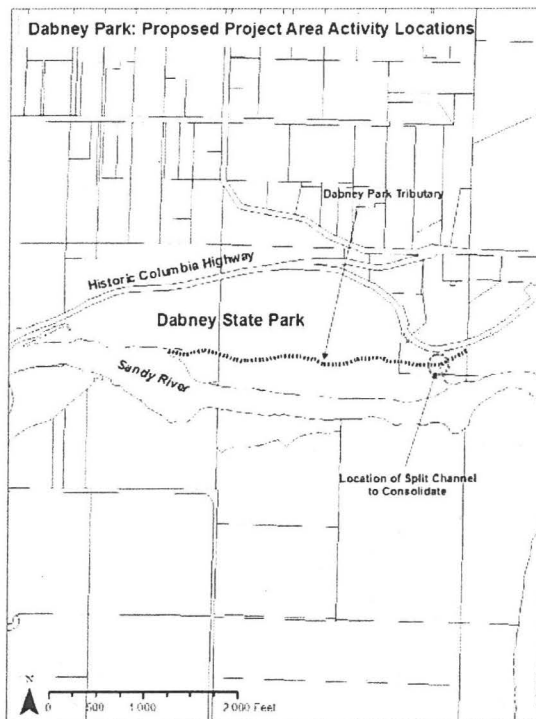 Dabney Park: Proposed Project Area Activity Locations
Dabney Park Tributary
Historic Columbia Highway
Dabney State Park
Sandy River
Location of Split Channel
to Consolidate
N
0 500 1 000 2 000 Feet